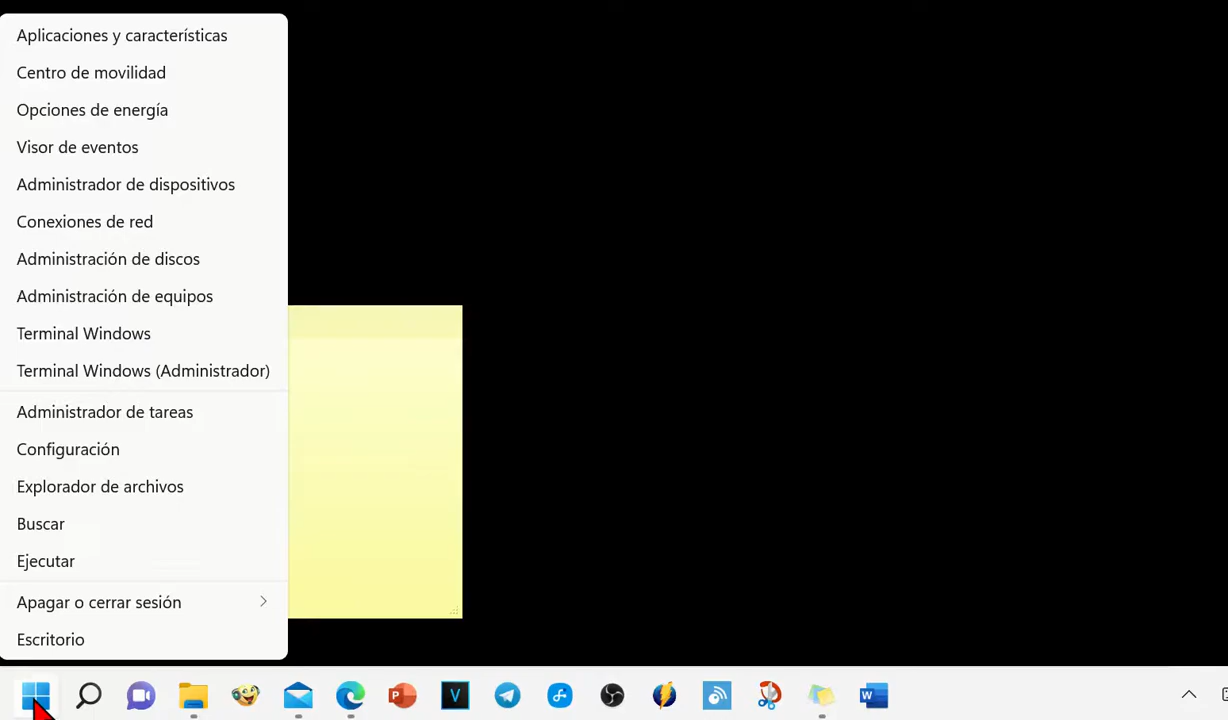 Aplicaciones y características
Centro de movilidad
Opciones de energía
Visor de eventos
Administrador de dispositivos
Conexiones de red
Administración de discos
Administración de equipos
Terminal Windows
Terminal Windows (Administrador)
Administrador de tareas
Configuración
Explorador de archivos
Buscar
Ejecutar
Apagar o cerrar sesión
Escritorio
P
V
W